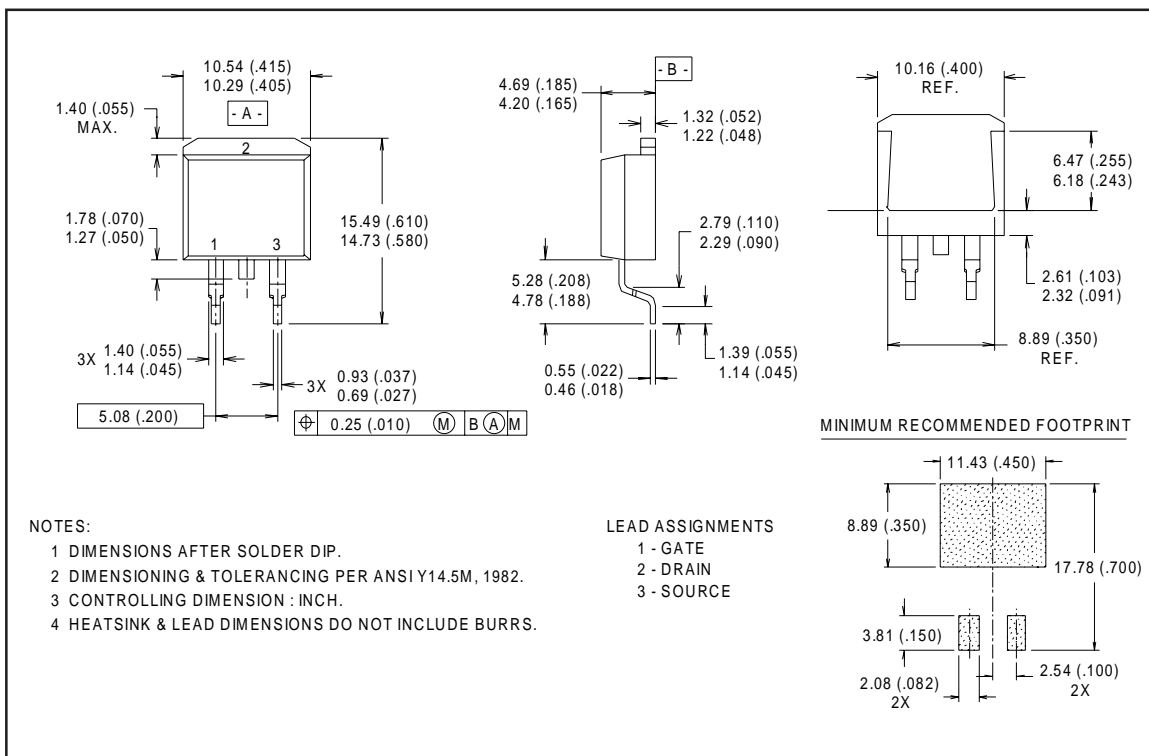 10.54 (.415)
10.29 (.405)
- A -
1.40 (.055)
MAX.
2
1.78 (.070)
1.27 (.050)
1
3
15.49 (.610)
14.73 (.580)
3X
1.40 (.055)
1.14 (.045)
3X
0.93 (.037)
0.69 (.027)
5.08 (.200)
⌖ 0.25 (.010) Ⓜ B Ⓐ M
- B -
4.69 (.185)
4.20 (.165)
1.32 (.052)
1.22 (.048)
2.79 (.110)
2.29 (.090)
5.28 (.208)
4.78 (.188)
1.39 (.055)
1.14 (.045)
0.55 (.022)
0.46 (.018)
10.16 (.400)
REF.
6.47 (.255)
6.18 (.243)
2.61 (.103)
2.32 (.091)
8.89 (.350)
REF.
MINIMUM RECOMMENDED FOOTPRINT
11.43 (.450)
8.89 (.350)
17.78 (.700)
3.81 (.150)
2.08 (.082)
2X
2.54 (.100)
2X
NOTES:
1 DIMENSIONS AFTER SOLDER DIP.
2 DIMENSIONING & TOLERANCING PER ANSI Y14.5M, 1982.
3 CONTROLLING DIMENSION : INCH.
4 HEATSINK & LEAD DIMENSIONS DO NOT INCLUDE BURRS.
LEAD ASSIGNMENTS
1 - GATE
2 - DRAIN
3 - SOURCE